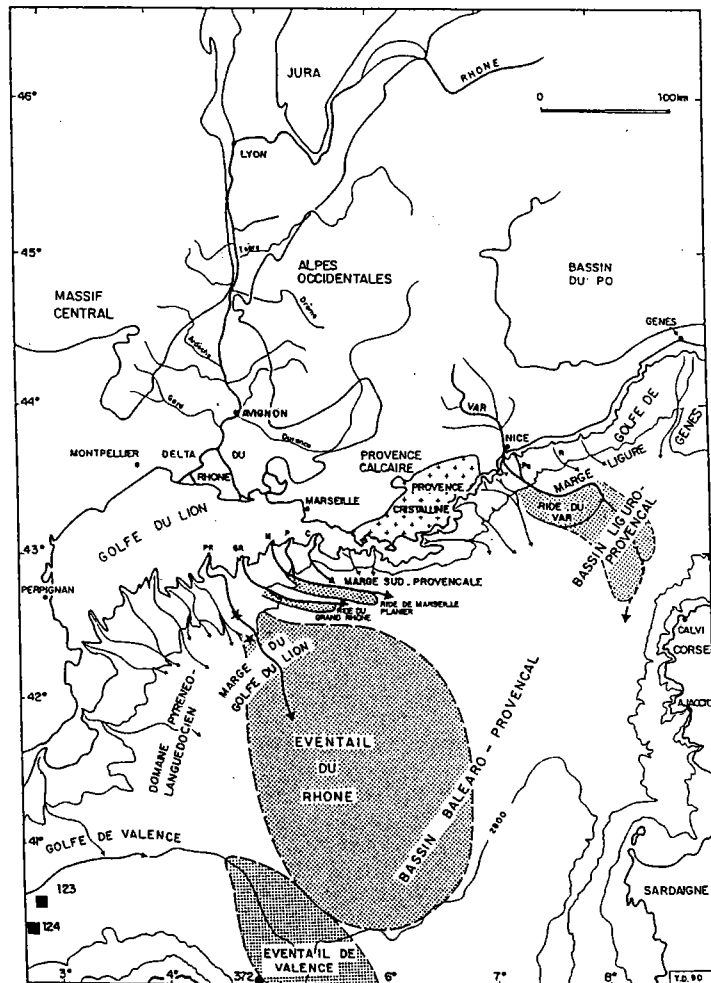 JURA
RHONE
46°
0 100km
LYON
Isère
45°
ALPES
OCCIDENTALES
BASSIN
DU PO
MASSIF
CENTRAL
Drôme
GENES
Ardèche
44°
Gard
AVIGNON
VAR
GOLFE DE
GENES
Durance
NICE
MONTPELLIER
DELTA
DU
RHONE
PROVENCE
CALCAIRE
MARGE
LIGURE
PROVENCE
CRISTALLINE
MARSEILLE
RIDE DU
VAR
GOLFE DU LION
BASSIN LIGURO-
PROVENCAL
43°
PR
GR
M
P
C
MARGE SUD-PROVENCALE
PERPIGNAN
RIDE DE MARSEILLE
PLANIER
RIDE DU
GRAND RHONE
CALVI
CORSE
MARGE DU
GOLFE DU LION
42°
AJACCIO
DOMAINE PYRENEO-
LANGUEDOCIEN
EVENTAIL
DU
RHONE
BASSIN BALEARO-PROVENCAL
2800
41°
GOLFE DE VALENCE
123
124
SARDAIGNE
EVENTAIL DE
VALENCE
3° 4° 372 6° 7° 8° T.D. 90